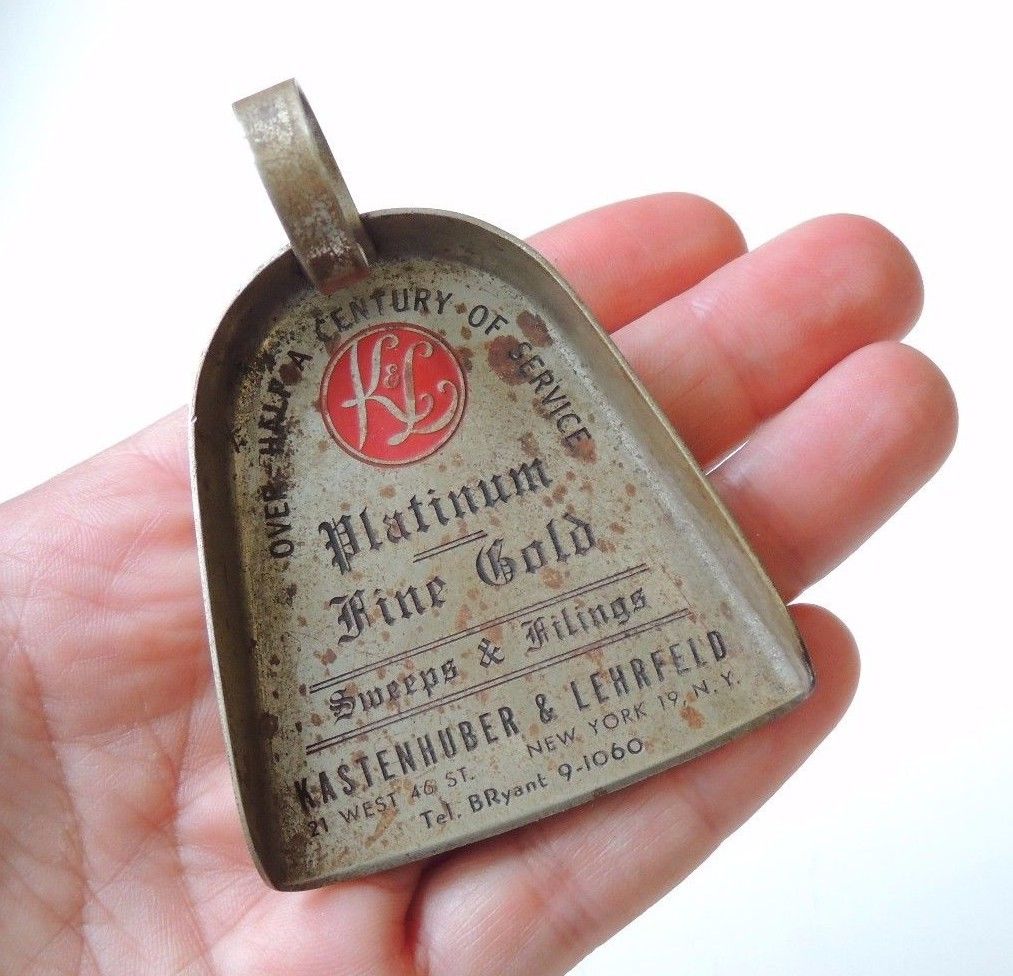 OVER HALF A CENTURY OF SERVICE
K&L
Platinum
Fine Gold
Sweeps & Filings
KASTENHUBER & LEHRFELD
21 WEST 46 ST. NEW YORK 19, N.Y.
Tel. BRyant 9-1060